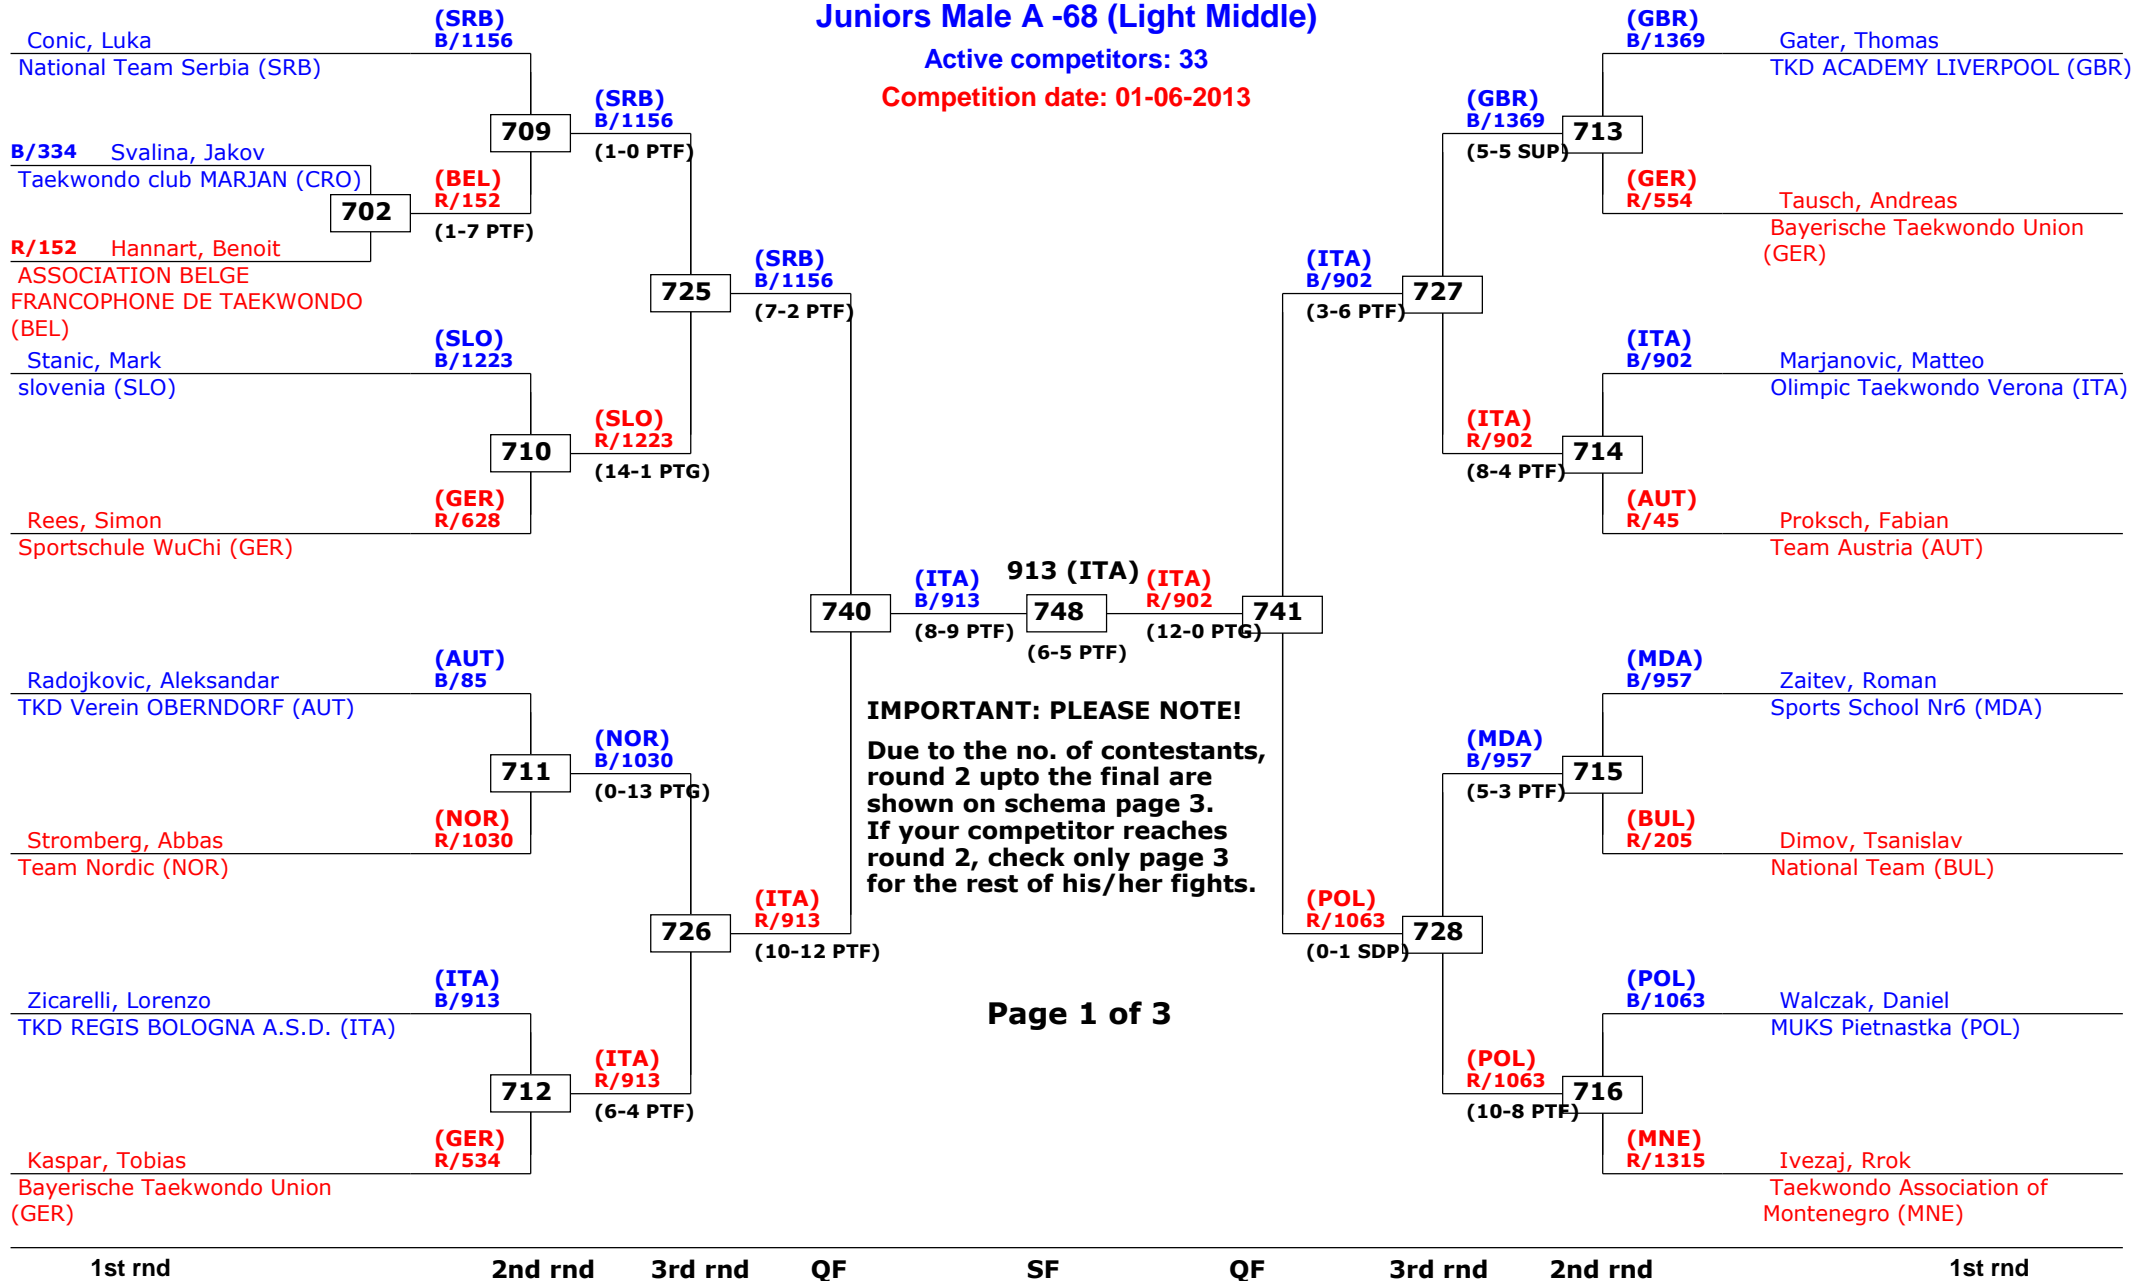 Juniors Male A -68 (Light Middle)
Active competitors: 33
Competition date: 01-06-2013
Conic, Luka
National Team Serbia (SRB)
(SRB)
B/1156
B/334 Svalina, Jakov
Taekwondo club MARJAN (CRO)
702
R/152 Hannart, Benoit
ASSOCIATION BELGE
FRANCOPHONE DE TAEKWONDO
(BEL)
(BEL)
R/152
(1-7 PTF)
709
(SRB)
B/1156
(1-0 PTF)
Stanic, Mark
slovenia (SLO)
(SLO)
B/1223
710
Rees, Simon
Sportschule WuChi (GER)
(GER)
R/628
(SLO)
R/1223
(14-1 PTG)
725
(SRB)
B/1156
(7-2 PTF)
Radojkovic, Aleksandar
TKD Verein OBERNDORF (AUT)
(AUT)
B/85
711
Stromberg, Abbas
Team Nordic (NOR)
(NOR)
R/1030
(NOR)
B/1030
(0-13 PTG)
Zicarelli, Lorenzo
TKD REGIS BOLOGNA A.S.D. (ITA)
(ITA)
B/913
712
Kaspar, Tobias
Bayerische Taekwondo Union
(GER)
(GER)
R/534
(ITA)
R/913
(6-4 PTF)
726
(ITA)
R/913
(10-12 PTF)
740
(ITA)
B/913
(8-9 PTF)
913 (ITA)
748
(6-5 PTF)
(ITA)
R/902
(12-0 PTG)
741
IMPORTANT: PLEASE NOTE!
Due to the no. of contestants,
round 2 upto the final are
shown on schema page 3.
If your competitor reaches
round 2, check only page 3
for the rest of his/her fights.
Page 1 of 3
(GBR)
B/1369
Gater, Thomas
TKD ACADEMY LIVERPOOL (GBR)
(GBR)
B/1369
(5-5 SUP)
713
(GER)
R/554
Tausch, Andreas
Bayerische Taekwondo Union
(GER)
(ITA)
B/902
(3-6 PTF)
727
(ITA)
B/902
Marjanovic, Matteo
Olimpic Taekwondo Verona (ITA)
(ITA)
R/902
(8-4 PTF)
714
(AUT)
R/45
Proksch, Fabian
Team Austria (AUT)
(MDA)
B/957
Zaitev, Roman
Sports School Nr6 (MDA)
(MDA)
B/957
(5-3 PTF)
715
(BUL)
R/205
Dimov, Tsanislav
National Team (BUL)
(POL)
R/1063
(0-1 SDP)
728
(POL)
B/1063
Walczak, Daniel
MUKS Pietnastka (POL)
(POL)
R/1063
(10-8 PTF)
716
(MNE)
R/1315
Ivezaj, Rrok
Taekwondo Association of
Montenegro (MNE)
1st rnd 2nd rnd 3rd rnd QF SF QF 3rd rnd 2nd rnd 1st rnd